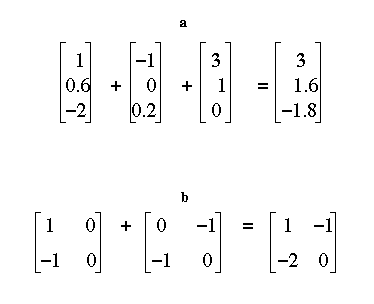 a
1 −1 3 3
0.6 + 0 + 1 = 1.6
−2 0.2 0 −1.8
b
1 0 + 0 −1 = 1 −1
−1 0 −1 0 −2 0